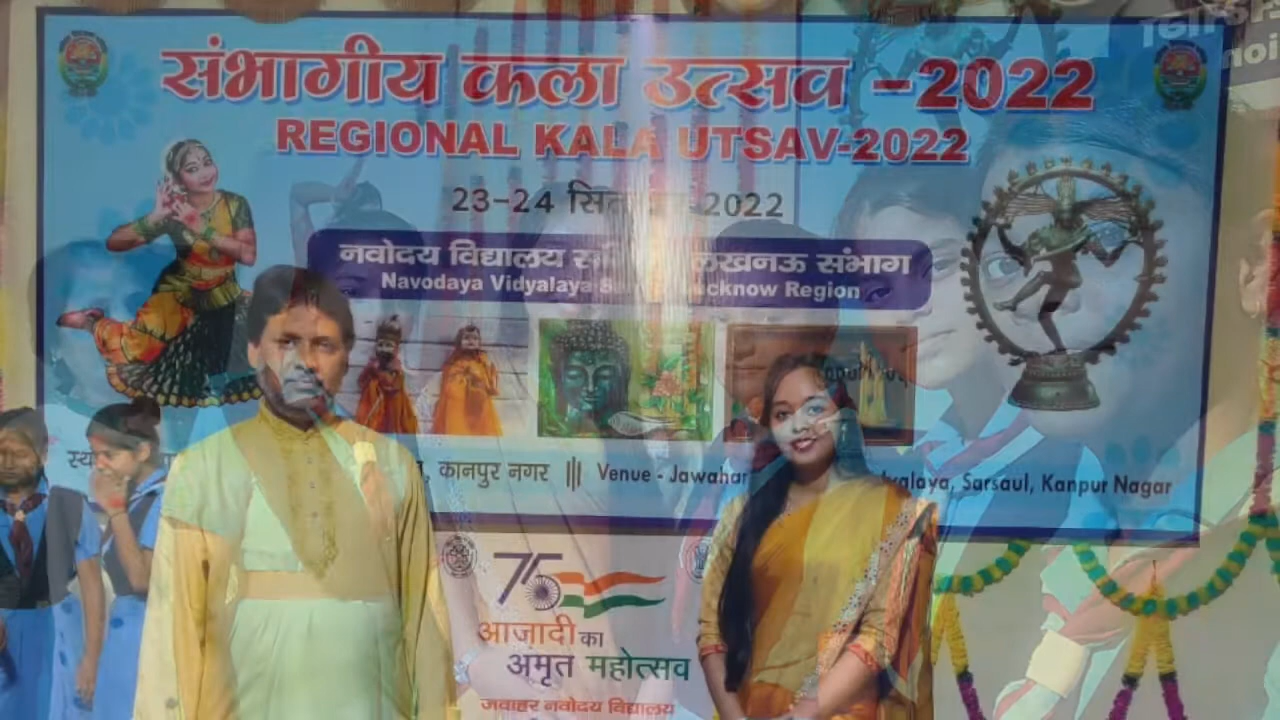 संभागीय कला उत्सव -2022
REGIONAL KALA UTSAV-2022
23-24 2022
नवोदय विद्यालय लखनऊ संभाग
Navodaya Vidyalaya Lucknow Region
कानपुर नगर ||| Venue - Jawahar Sarsaul, Kanpur Nagar
75
आजादी का
अमृत महोत्सव
जवाहर नवोदय विद्यालय